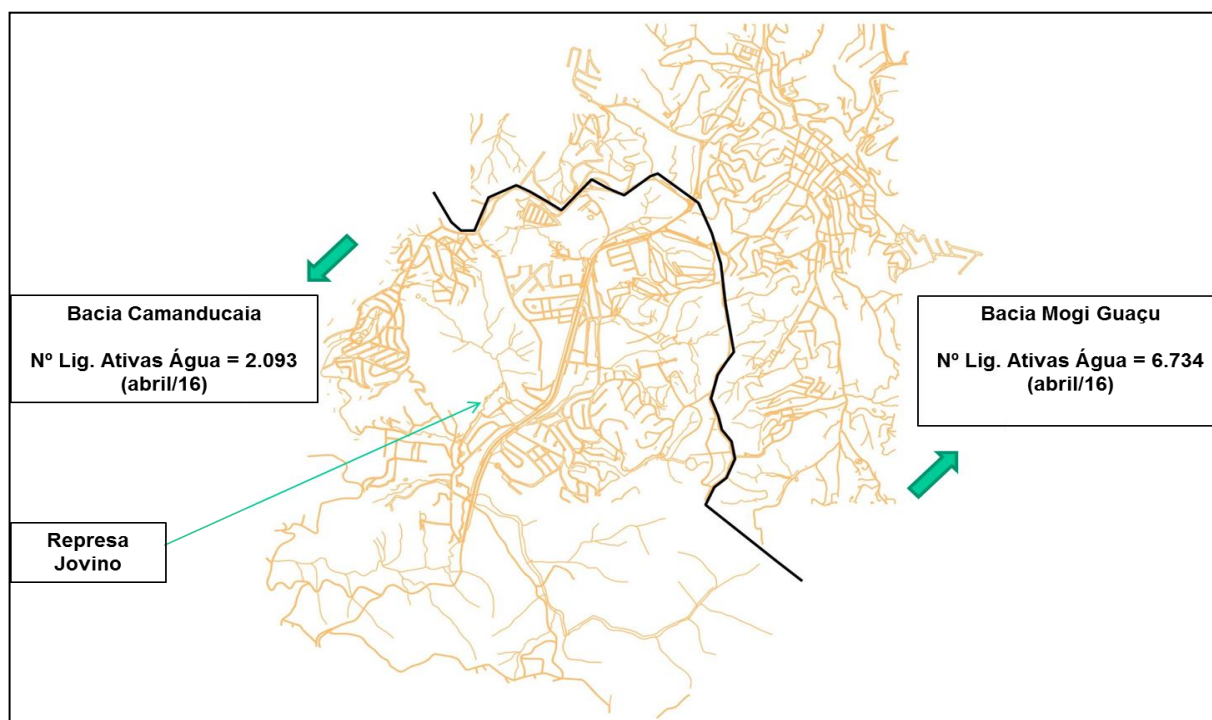 Bacia Camanducaia
Nº Lig. Ativas Água = 2.093
(abril/16)
Bacia Mogi Guaçu
Nº Lig. Ativas Água = 6.734
(abril/16)
Represa
Jovino